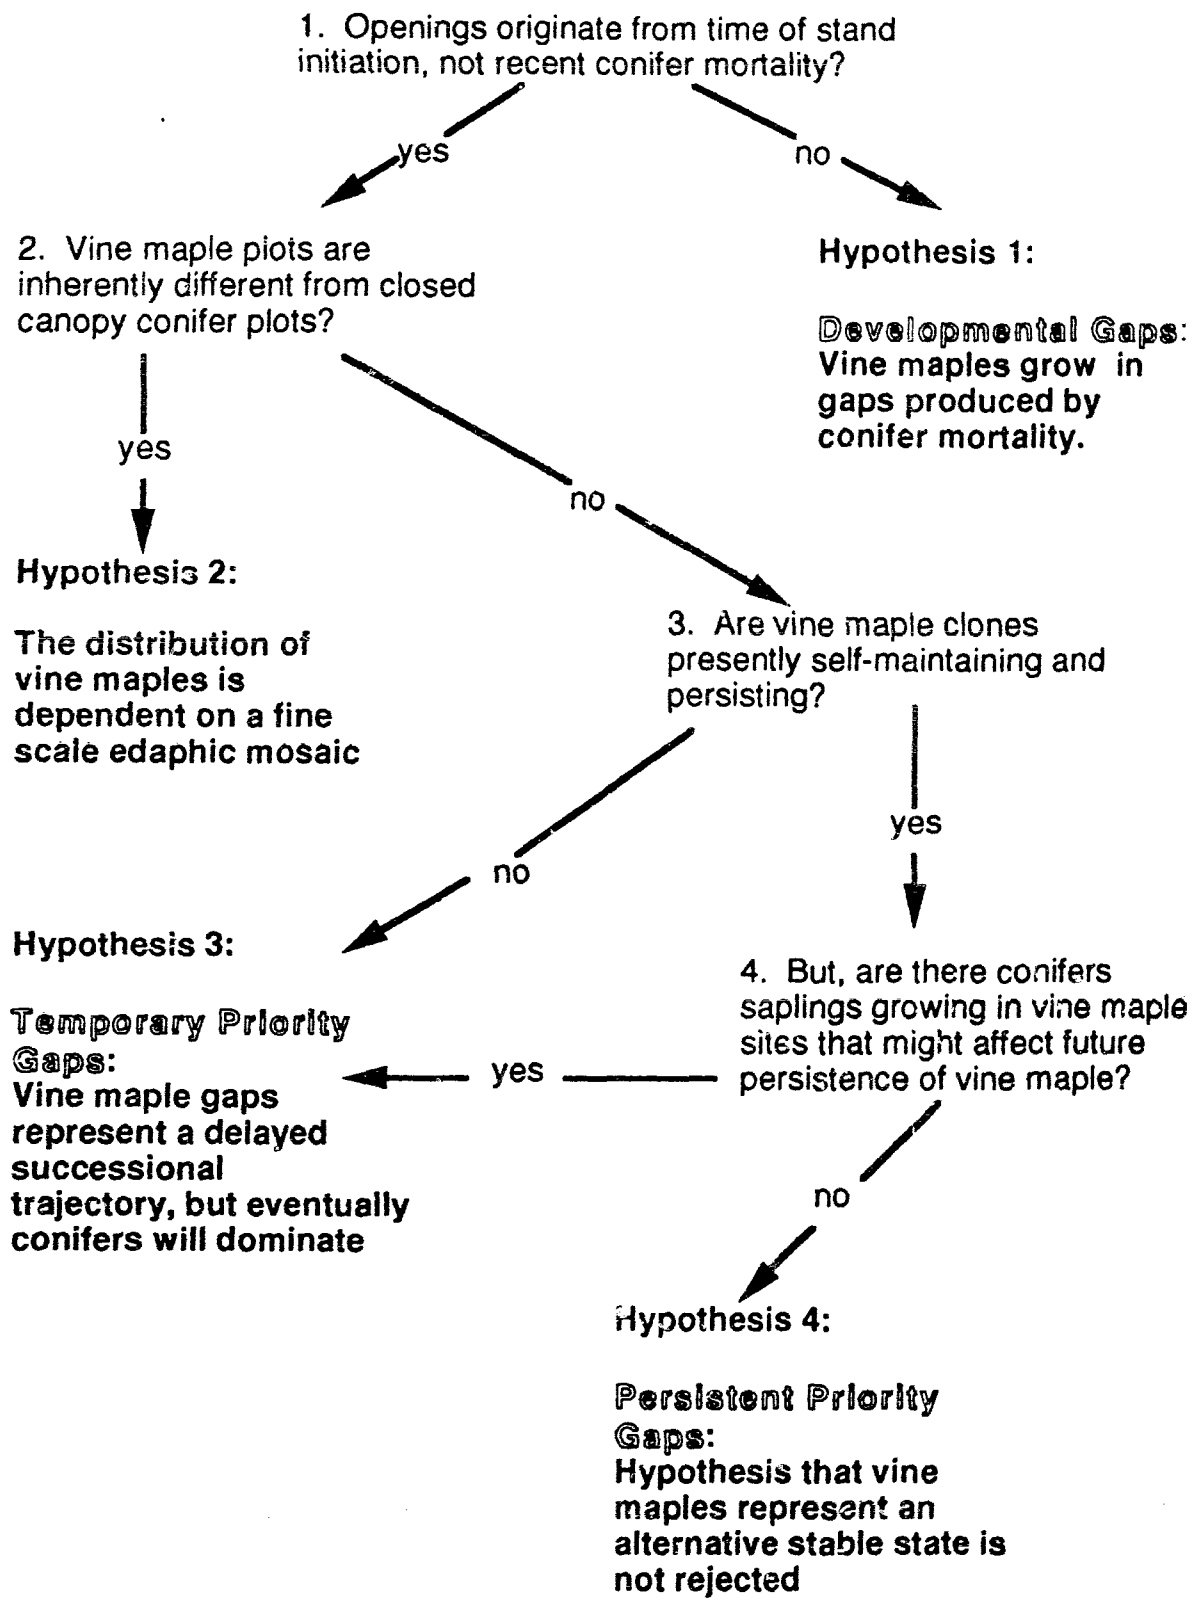 1. Openings originate from time of stand
initiation, not recent conifer mortality?
yes
no
2. Vine maple plots are
inherently different from closed
canopy conifer plots?
Hypothesis 1:
Developmental Gaps:
Vine maples grow in
gaps produced by
conifer mortality.
yes
no
Hypothesis 2:
The distribution of
vine maples is
dependent on a fine
scale edaphic mosaic
3. Are vine maple clones
presently self-maintaining and
persisting?
no
yes
Hypothesis 3:
Temporary Priority
Gaps:
Vine maple gaps
represent a delayed
successional
trajectory, but eventually
conifers will dominate
4. But, are there conifers
saplings growing in vine maple
sites that might affect future
persistence of vine maple?
yes
no
Hypothesis 4:
Persistent Priority
Gaps:
Hypothesis that vine
maples represent an
alternative stable state is
not rejected